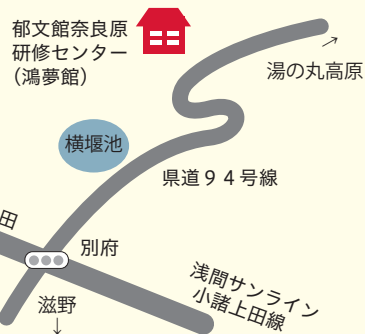 郁文館奈良原
研修センター
(鴻夢館)
→
湯の丸高原
横堰池
県道94号線
田
別府
浅間サンライン
小諸上田線
滋野
↓